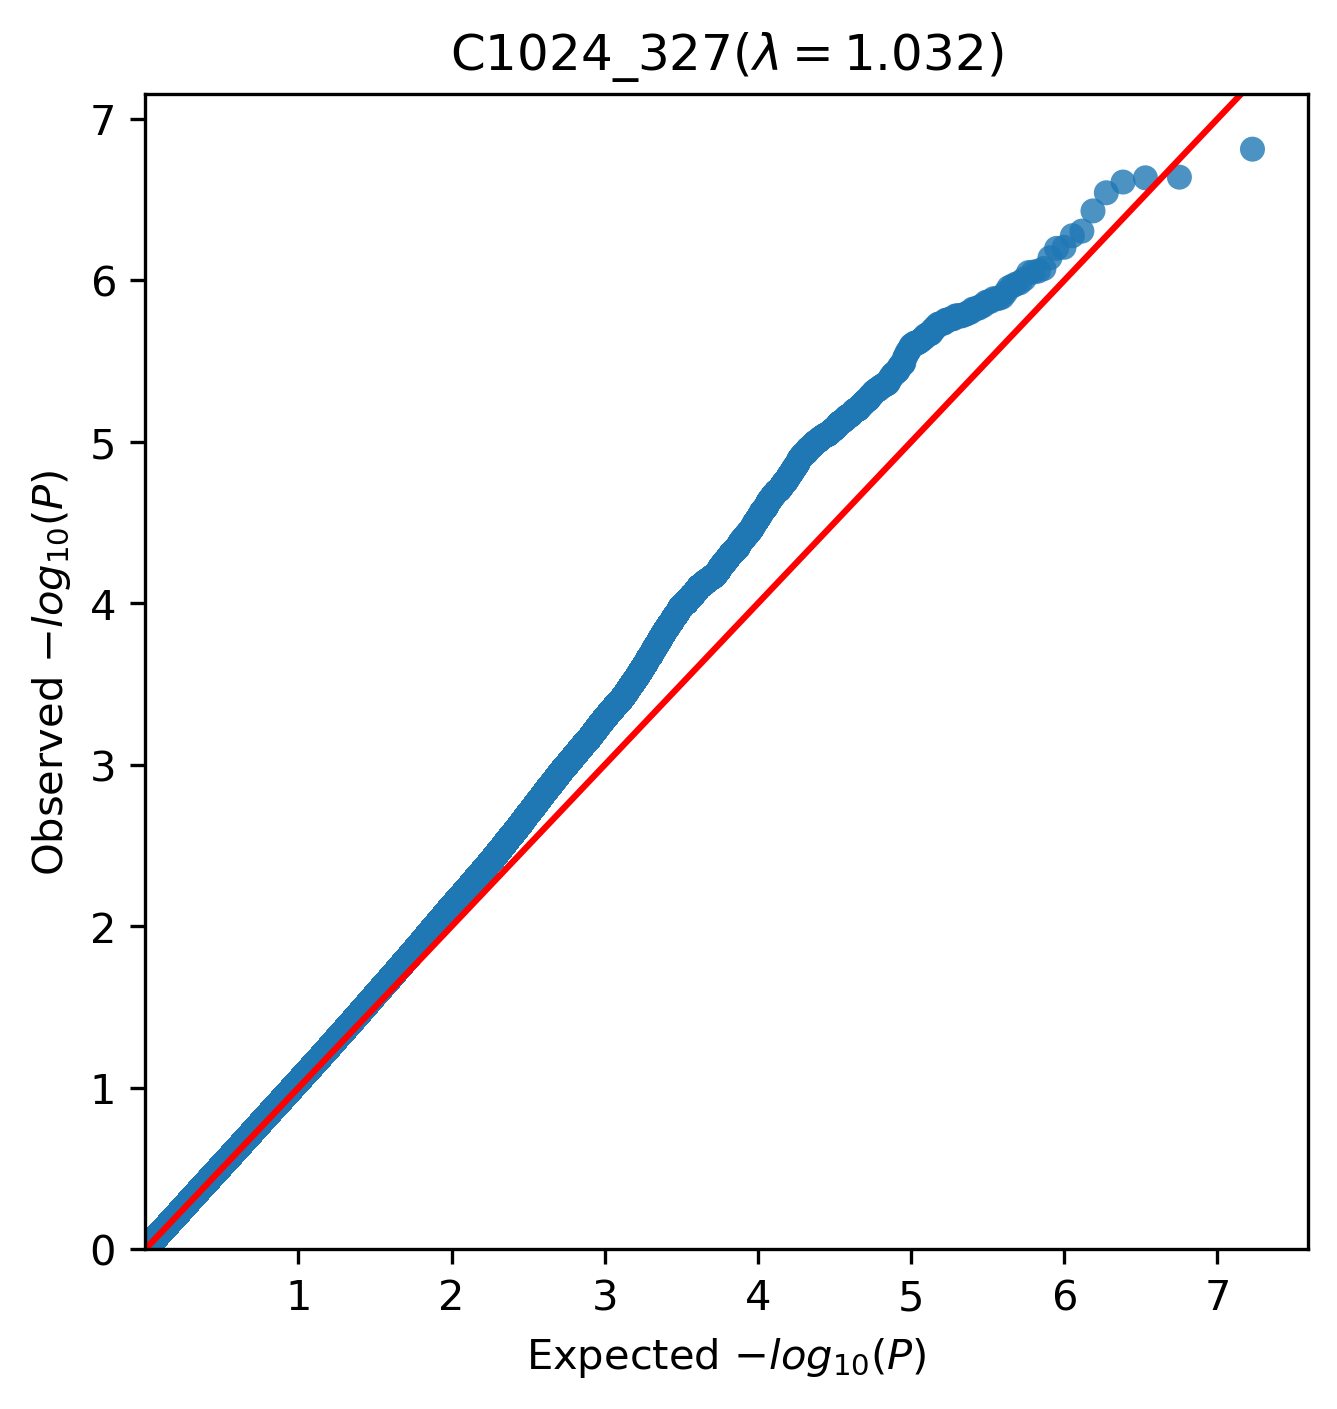 C1024_327(λ = 1.032)
7
6
5
4
3
2
1
0
Observed −log10(P)
1 2 3 4 5 6 7
Expected −log10(P)